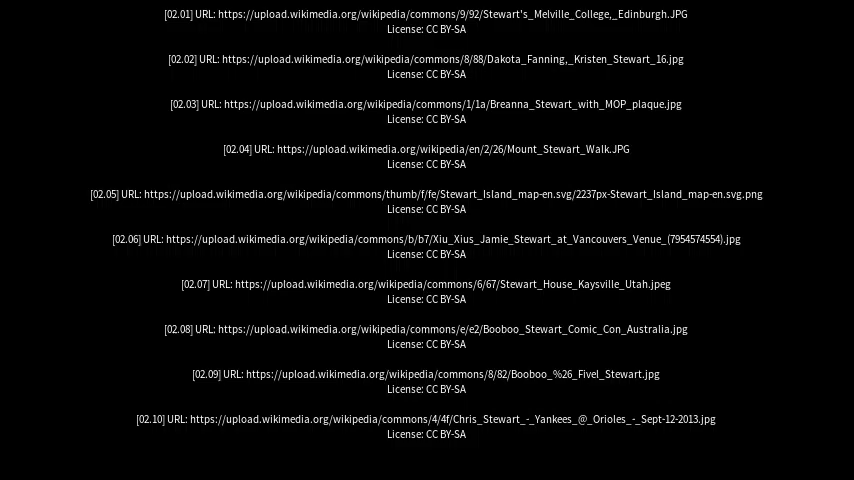 [02.01] URL: https://upload.wikimedia.org/wikipedia/commons/9/92/Stewart's_Melville_College,_Edinburgh.JPG
License: CC BY-SA
[02.02] URL: https://upload.wikimedia.org/wikipedia/commons/8/88/Dakota_Fanning,_Kristen_Stewart_16.jpg
License: CC BY-SA
[02.03] URL: https://upload.wikimedia.org/wikipedia/commons/1/1a/Breanna_Stewart_with_MOP_plaque.jpg
License: CC BY-SA
[02.04] URL: https://upload.wikimedia.org/wikipedia/en/2/26/Mount_Stewart_Walk.JPG
License: CC BY-SA
[02.05] URL: https://upload.wikimedia.org/wikipedia/commons/thumb/f/fe/Stewart_Island_map-en.svg/2237px-Stewart_Island_map-en.svg.png
License: CC BY-SA
[02.06] URL: https://upload.wikimedia.org/wikipedia/commons/b/b7/Xiu_Xius_Jamie_Stewart_at_Vancouvers_Venue_(7954574554).jpg
License: CC BY-SA
[02.07] URL: https://upload.wikimedia.org/wikipedia/commons/6/67/Stewart_House_Kaysville_Utah.jpeg
License: CC BY-SA
[02.08] URL: https://upload.wikimedia.org/wikipedia/commons/e/e2/Booboo_Stewart_Comic_Con_Australia.jpg
License: CC BY-SA
[02.09] URL: https://upload.wikimedia.org/wikipedia/commons/8/82/Booboo_%26_Fivel_Stewart.jpg
License: CC BY-SA
[02.10] URL: https://upload.wikimedia.org/wikipedia/commons/4/4f/Chris_Stewart_-_Yankees_@_Orioles_-_Sept-12-2013.jpg
License: CC BY-SA